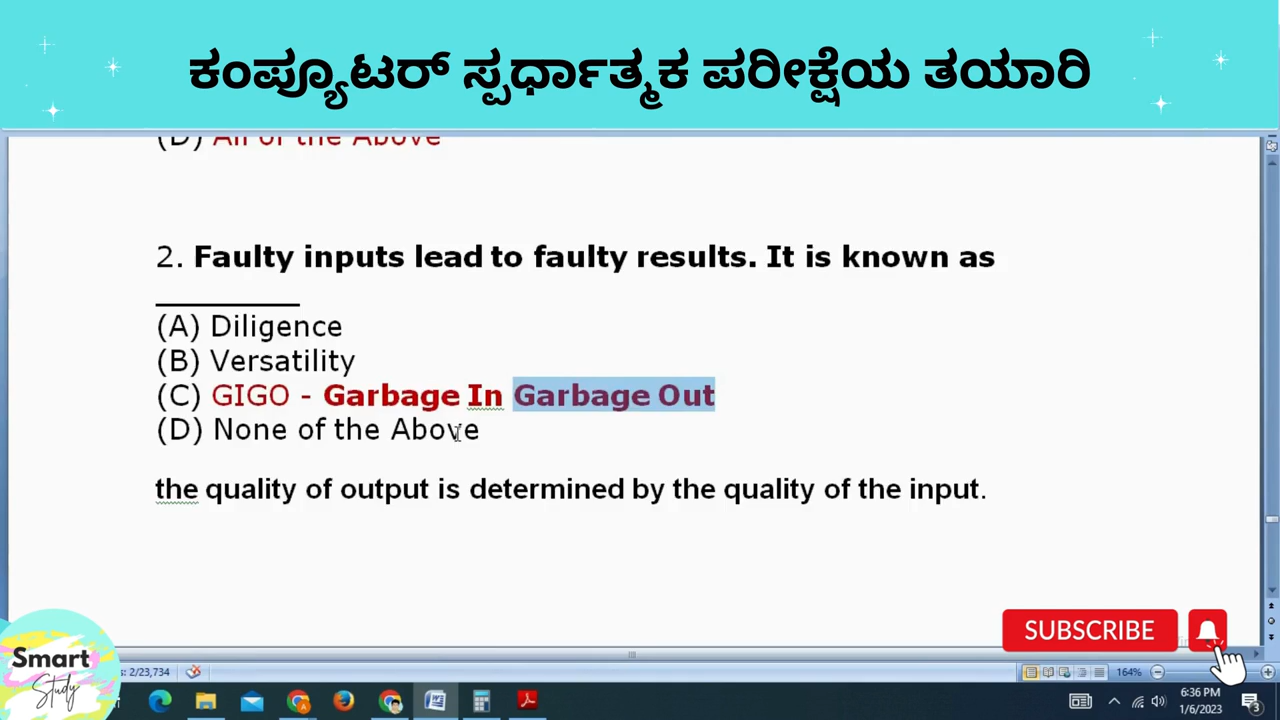 ಕಂಪ್ಯೂಟರ್ ಸ್ಪರ್ಧಾತ್ಮಕ ಪರೀಕ್ಷೆಯ ತಯಾರಿ
(D) All of the Above
2. Faulty inputs lead to faulty results. It is known as
__________
(A) Diligence
(B) Versatility
(C) GIGO - Garbage In Garbage Out
(D) None of the Above
the quality of output is determined by the quality of the input.
SUBSCRIBE
Smart
Study
: 2/23,734
164%
6:36 PM
1/6/2023
3